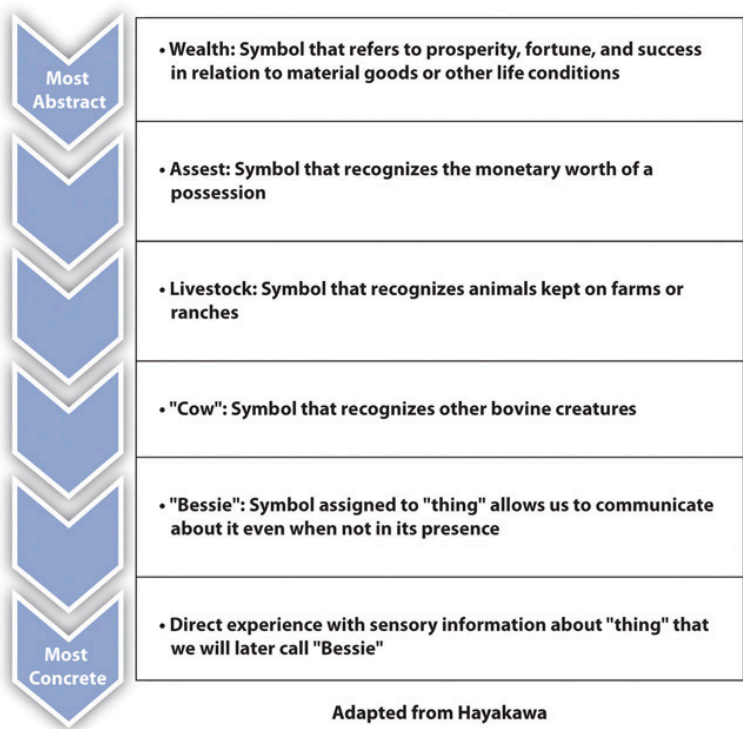 Most
Abstract
• Wealth: Symbol that refers to prosperity, fortune, and success
in relation to material goods or other life conditions
• Assest: Symbol that recognizes the monetary worth of a
possession
• Livestock: Symbol that recognizes animals kept on farms or
ranches
• "Cow": Symbol that recognizes other bovine creatures
• "Bessie": Symbol assigned to "thing" allows us to communicate
about it even when not in its presence
• Direct experience with sensory information about "thing" that
we will later call "Bessie"
Most
Concrete
Adapted from Hayakawa